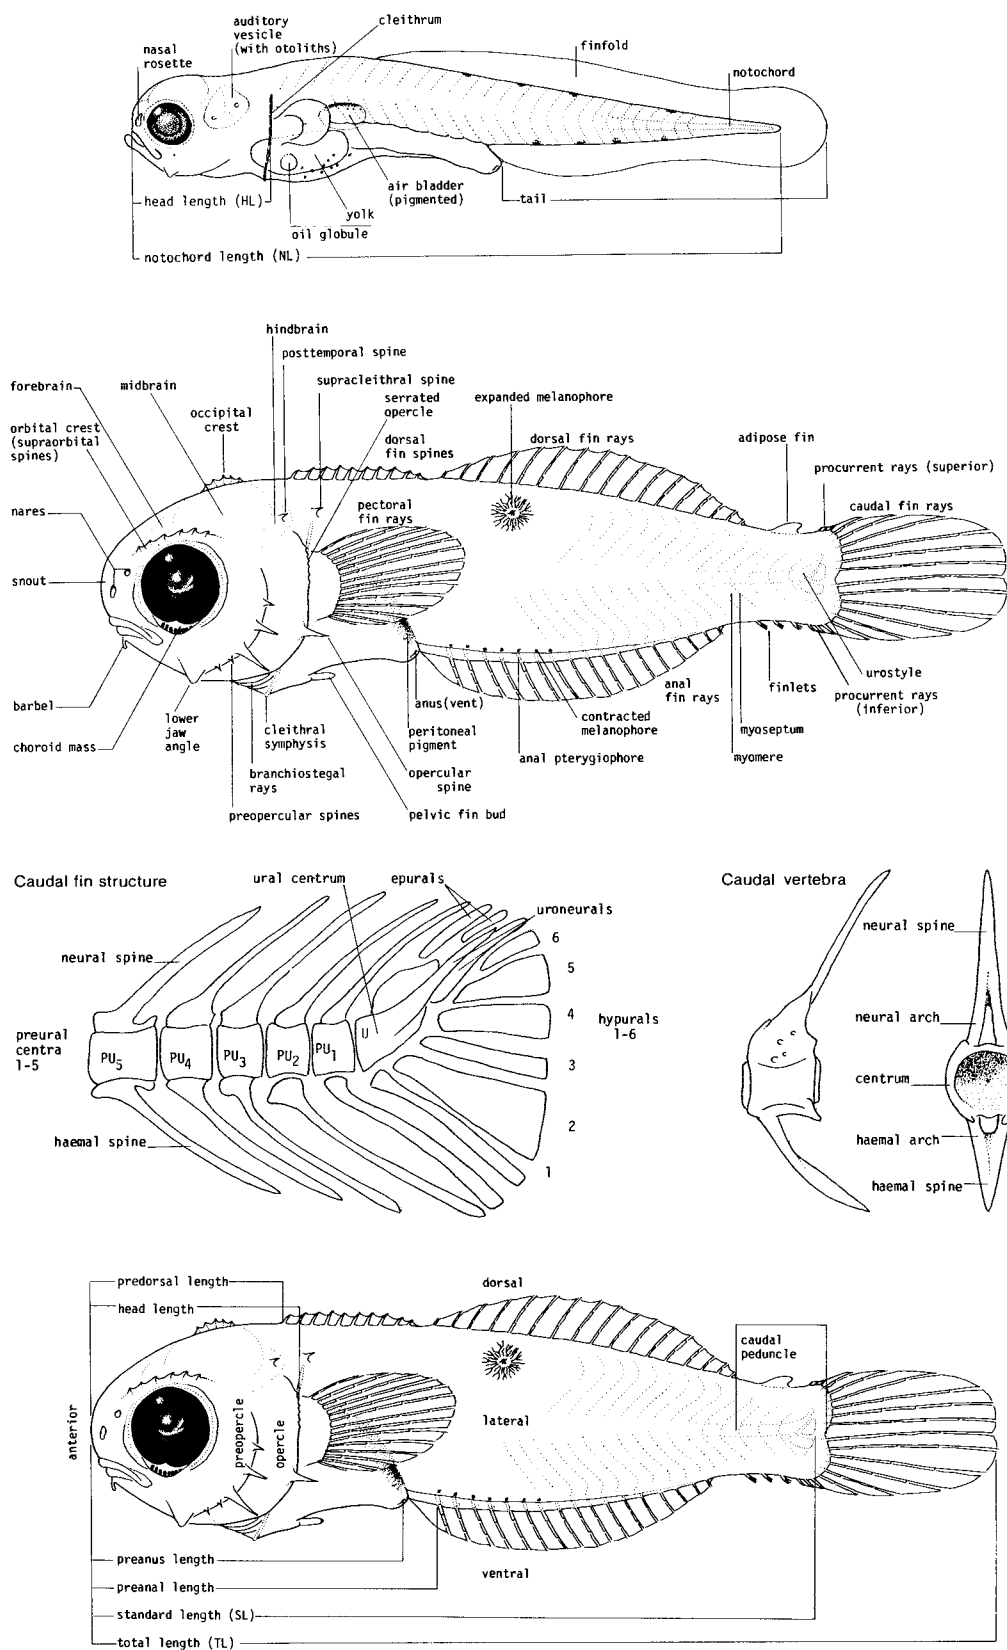 auditory
vesicle
(with otoliths)
cleithrum
nasal
rosette
finfold
notochord
head length (HL)
air bladder
(pigmented)
tail
yolk
oil globule
notochord length (NL)
hindbrain
posttemporal spine
forebrain
midbrain
supracleithral spine
serrated
opercle
expanded melanophore
occipital
crest
orbital crest
(supraorbital
spines)
dorsal
fin spines
dorsal fin rays
adipose fin
procurrent rays (superior)
nares
pectoral
fin rays
caudal fin rays
snout
barbel
lower
jaw
angle
choroid mass
cleithral
symphysis
branchiostegal
rays
preopercular spines
anus(vent)
peritoneal
pigment
opercular
spine
pelvic fin bud
contracted
melanophore
anal pterygiophore
anal
fin rays
finlets
urostyle
procurrent rays
(inferior)
myoseptum
myomere
Caudal fin structure
ural centrum
epurals
uroneurals
neural spine
6
5
4
3
2
1
hypurals
1-6
preural
centra
1-5
PU5
PU4
PU3
PU2
PU1
U
haemal spine
Caudal vertebra
neural spine
neural arch
centrum
haemal arch
haemal spine
predorsal length
dorsal
head length
caudal
peduncle
anterior
preopercle
opercle
lateral
preanus length
ventral
preanal length
standard length (SL)
total length (TL)